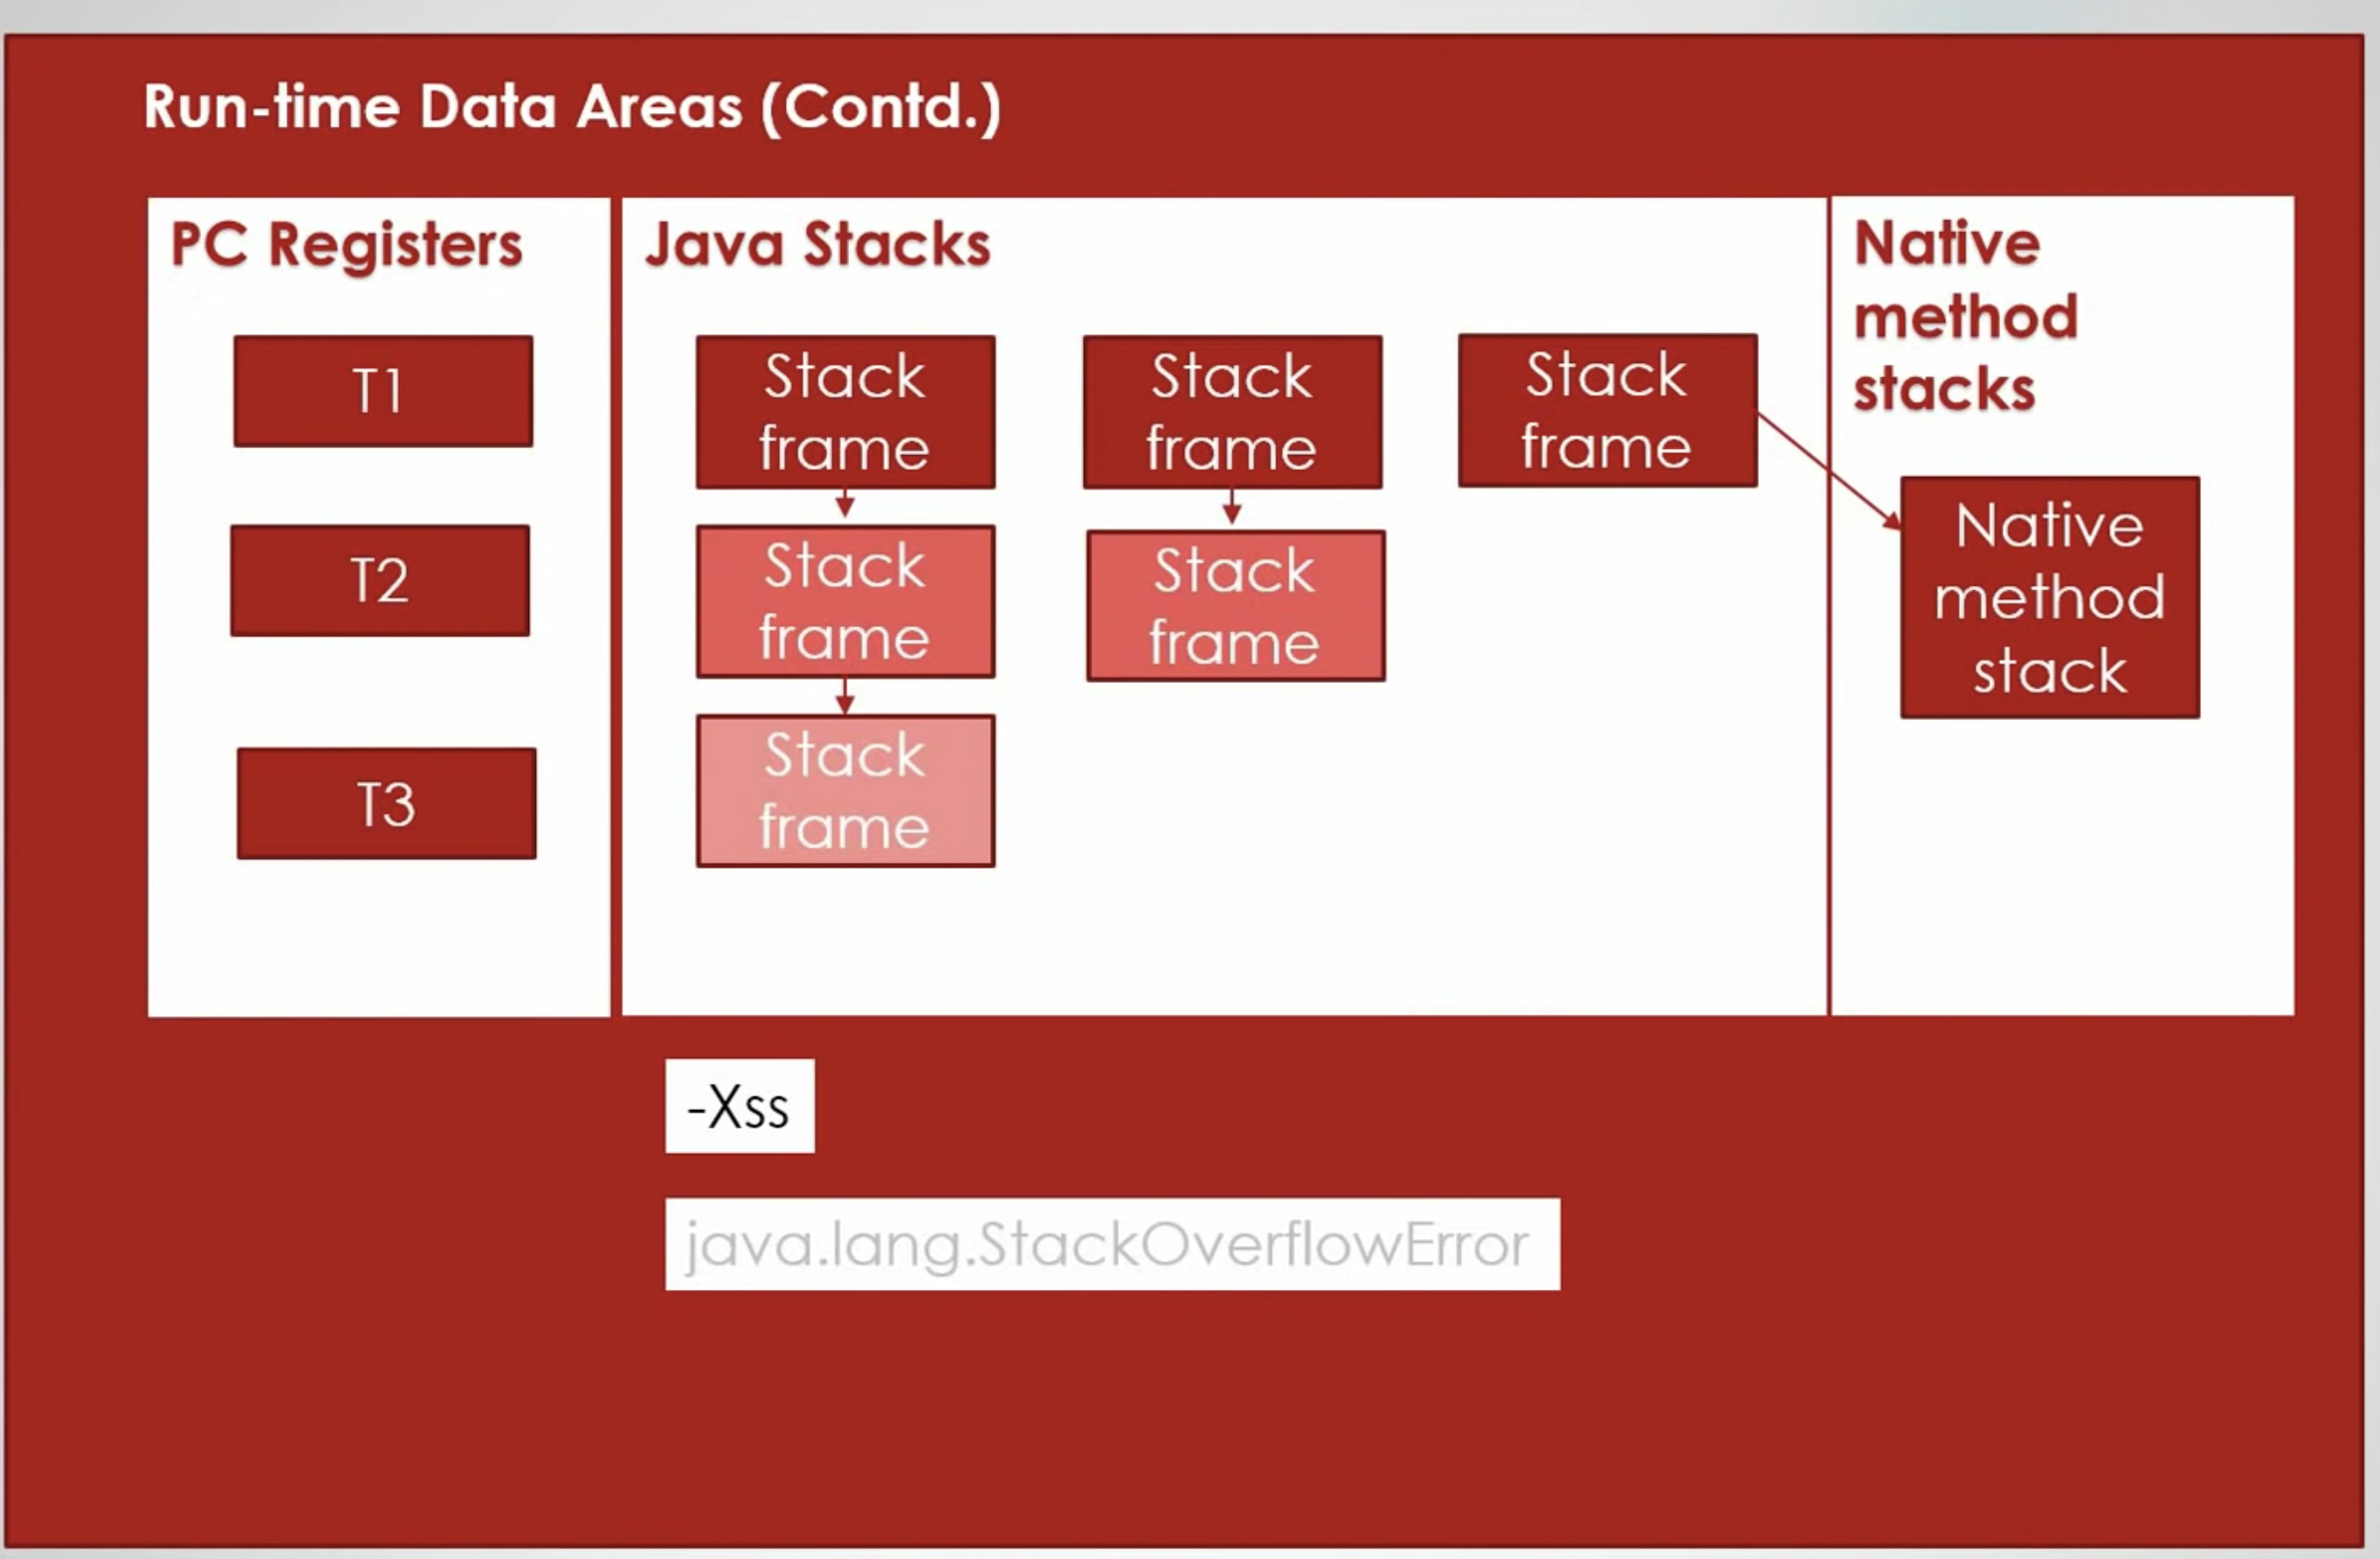 Run-time Data Areas (Contd.)
PC Registers
T1
T2
T3
Java Stacks
Stack
frame
Stack
frame
Stack
frame
Stack
frame
Stack
frame
Stack
frame
Native
method
stacks
Native
method
stack
-Xss
java.lang.StackOverflowError